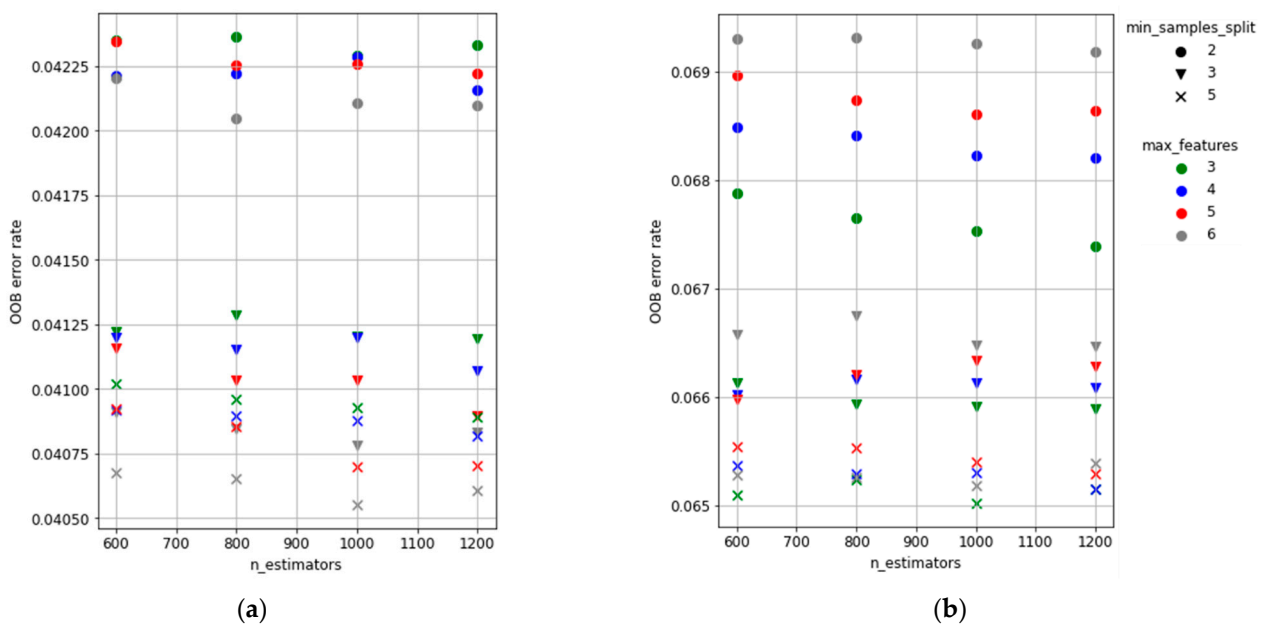 0.04225
0.04200
0.04175
0.04150
0.04125
0.04100
0.04075
0.04050
OOB error rate
600 700 800 900 1000 1100 1200
n_estimators
(a)
0.069
0.068
0.067
0.066
0.065
OOB error rate
600 700 800 900 1000 1100 1200
n_estimators
(b)
min_samples_split
2
3
5
max_features
3
4
5
6